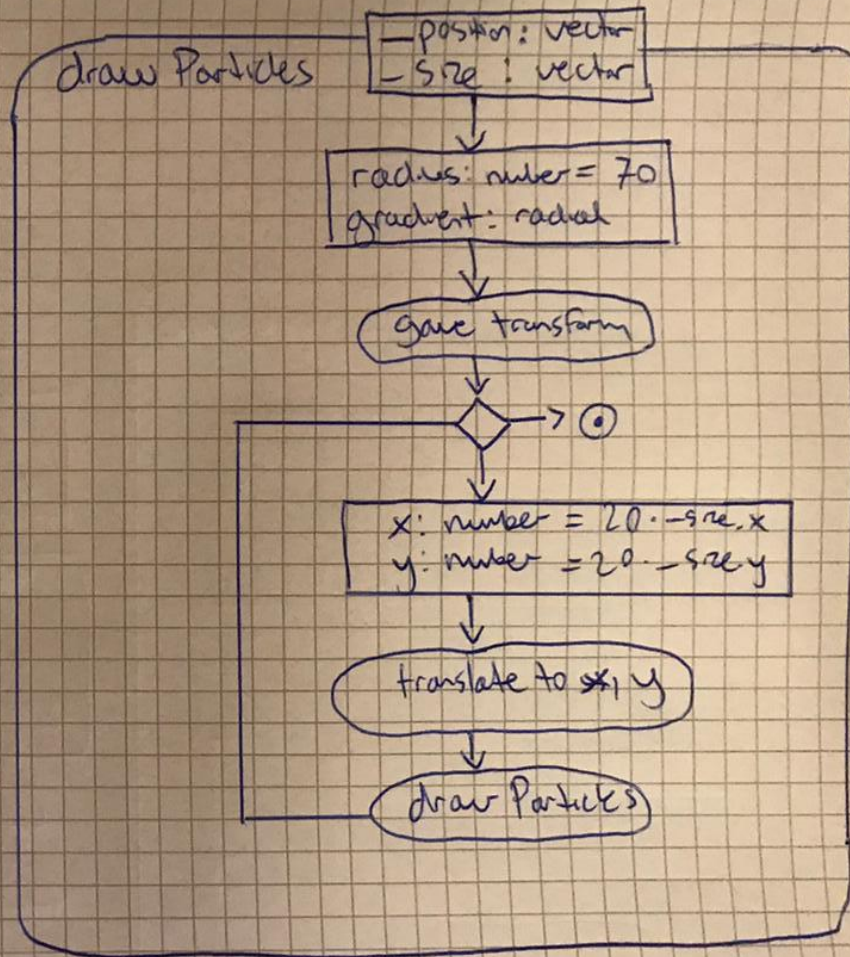 _position: vector
draw Particles
_size: vector
radius: number = 70
gradient: radial
save transform
x: number = 20 · _size.x
y: number = 20 · _size.y
translate to x, y
draw Particles